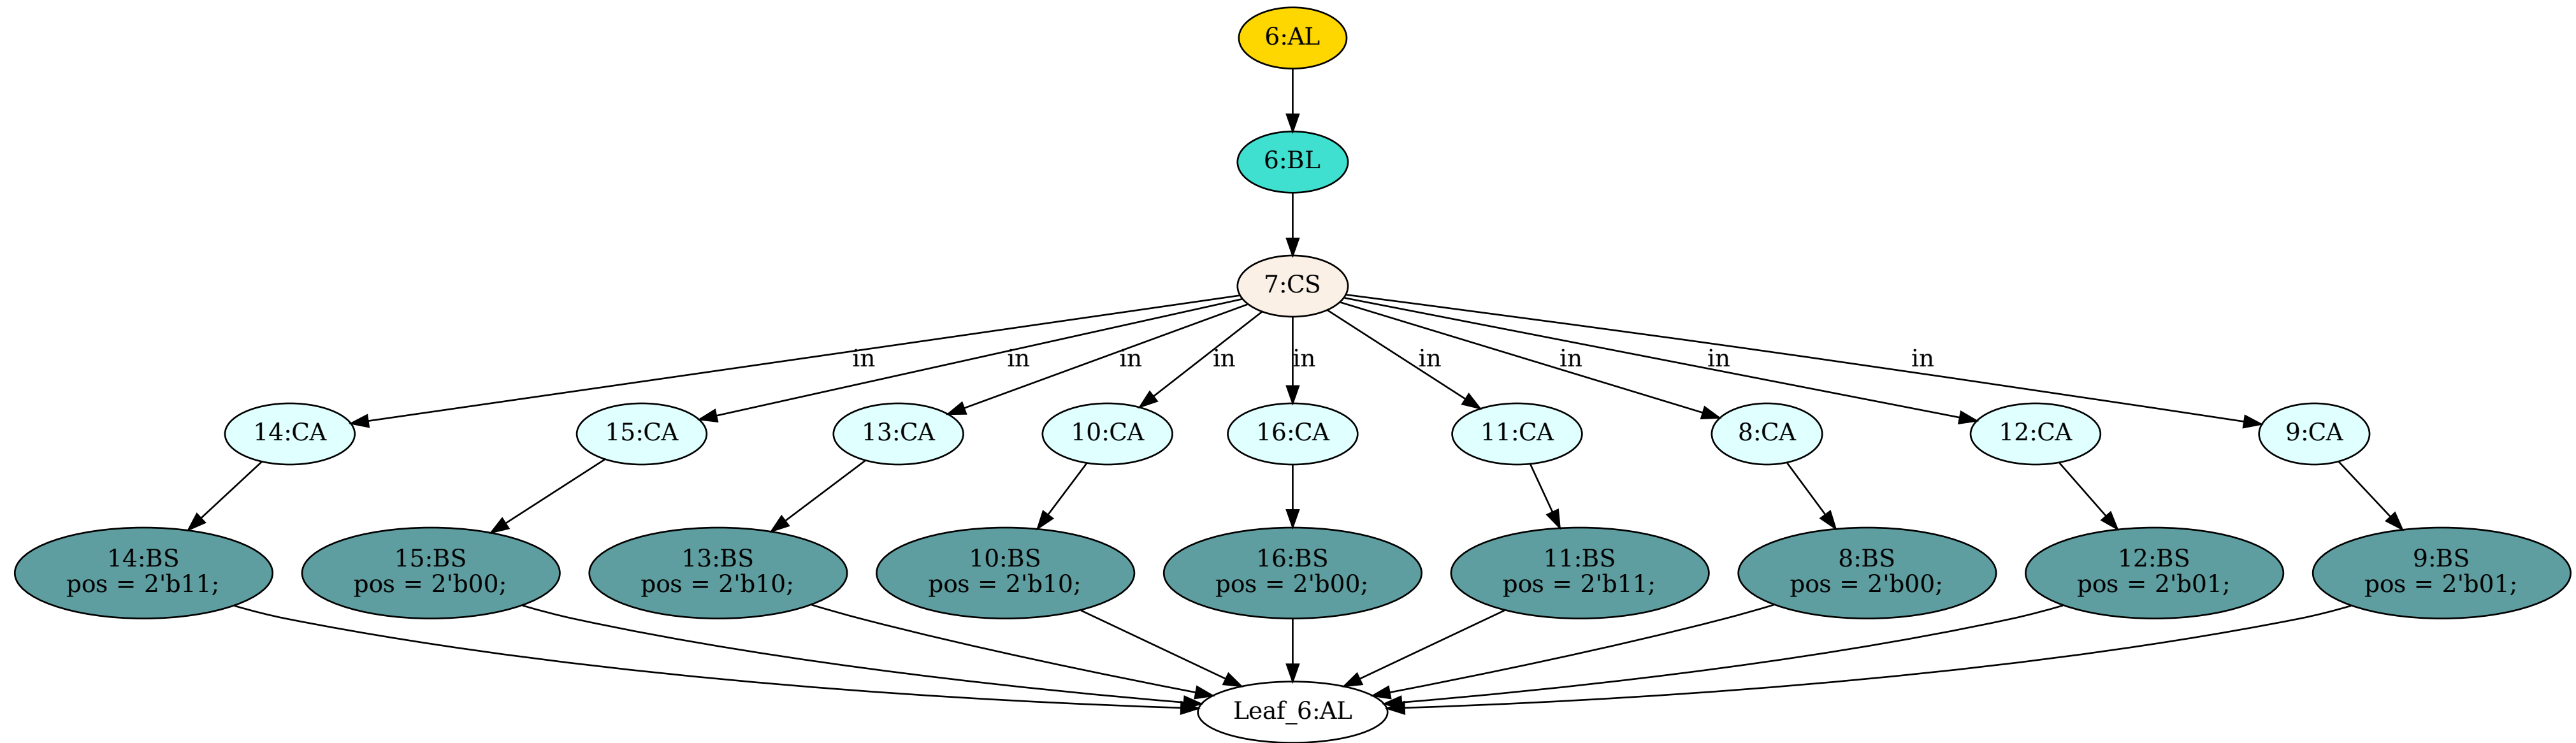 6:AL
6:BL
7:CS
in
in
in
in
in
in
in
in
in
14:CA
15:CA
13:CA
10:CA
16:CA
11:CA
8:CA
12:CA
9:CA
14:BS
pos = 2'b11;
15:BS
pos = 2'b00;
13:BS
pos = 2'b10;
10:BS
pos = 2'b10;
16:BS
pos = 2'b00;
11:BS
pos = 2'b11;
8:BS
pos = 2'b00;
12:BS
pos = 2'b01;
9:BS
pos = 2'b01;
Leaf_6:AL